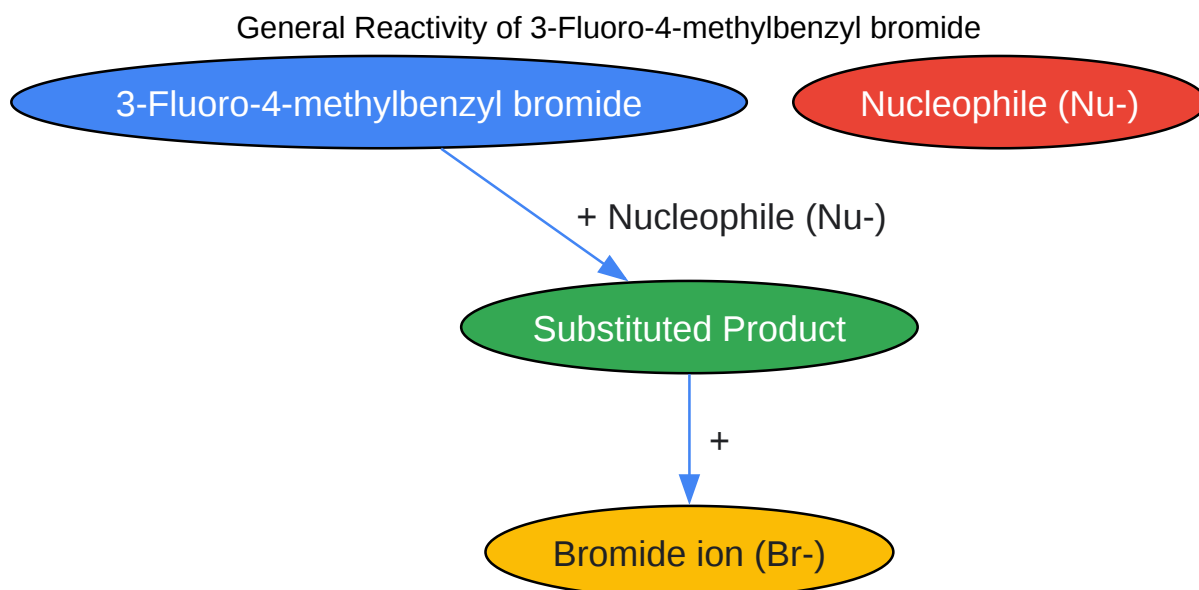 General Reactivity of 3-Fluoro-4-methylbenzyl bromide
3-Fluoro-4-methylbenzyl bromide
Nucleophile (Nu-)
+ Nucleophile (Nu-)
Substituted Product
+
Bromide ion (Br-)